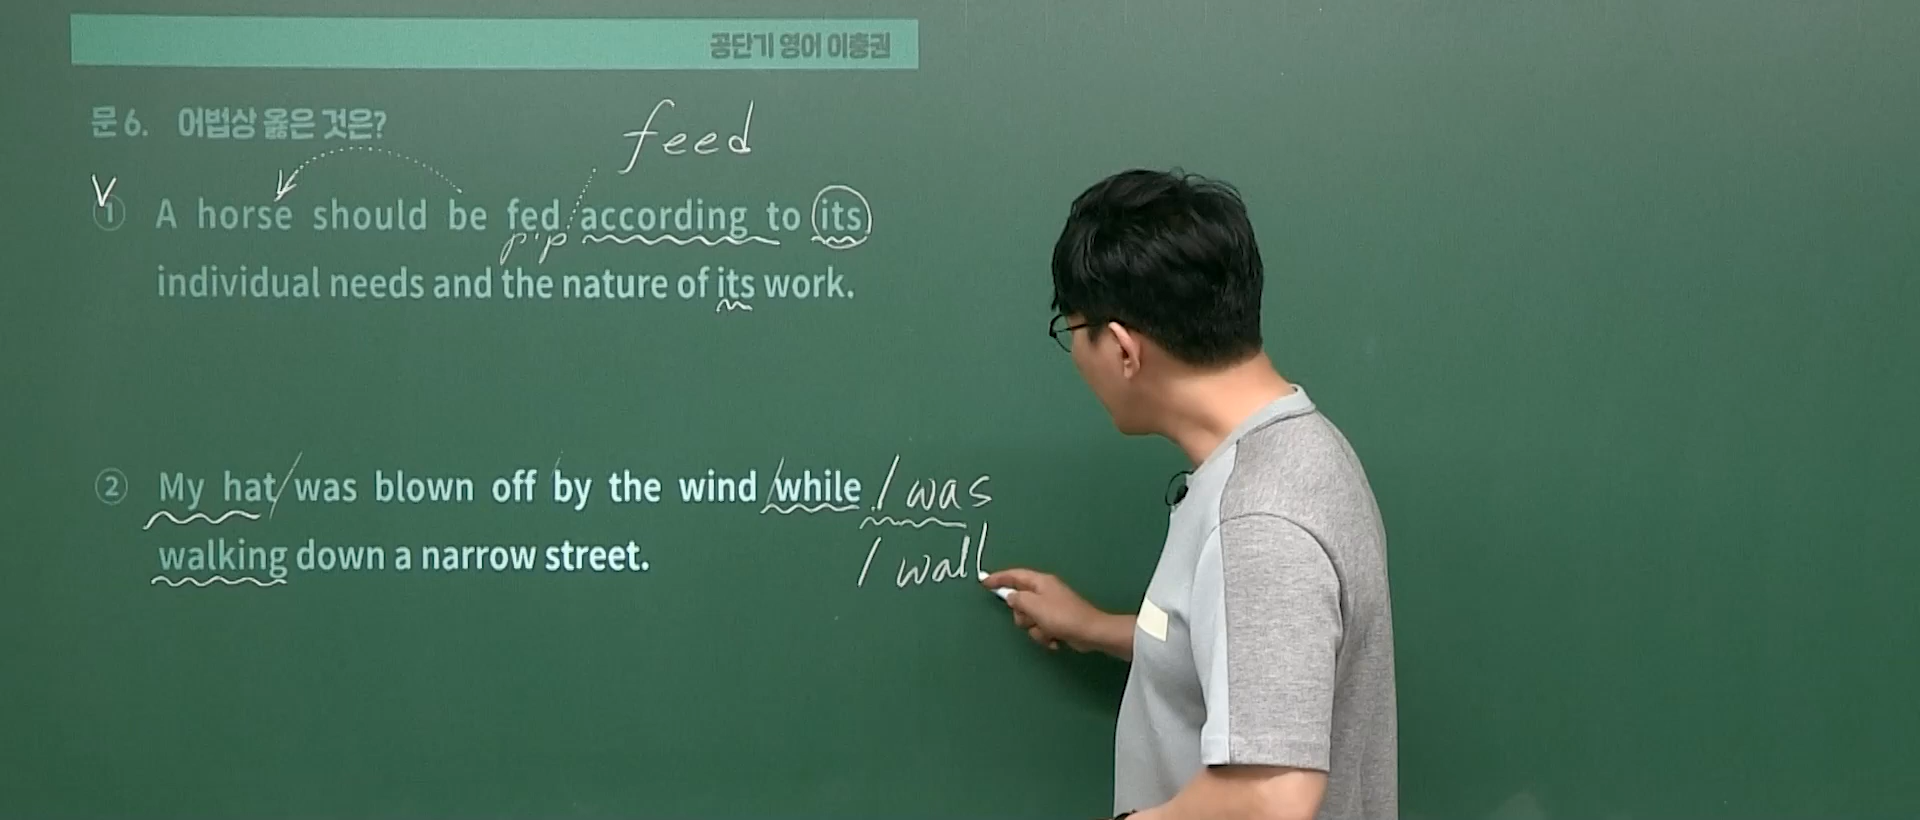 공단기 영어 이충권
문 6. 어법상 옳은 것은?
feed
V
① A horse should be fed according to its
p.p
individual needs and the nature of its work.
② My hat was blown off by the wind while I was
walking down a narrow street.
I wall